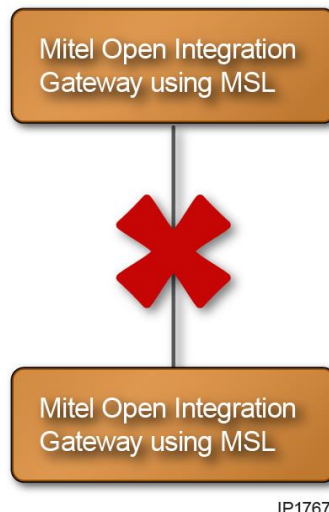 Mitel Open Integration
Gateway using MSL
Mitel Open Integration
Gateway using MSL
IP1767